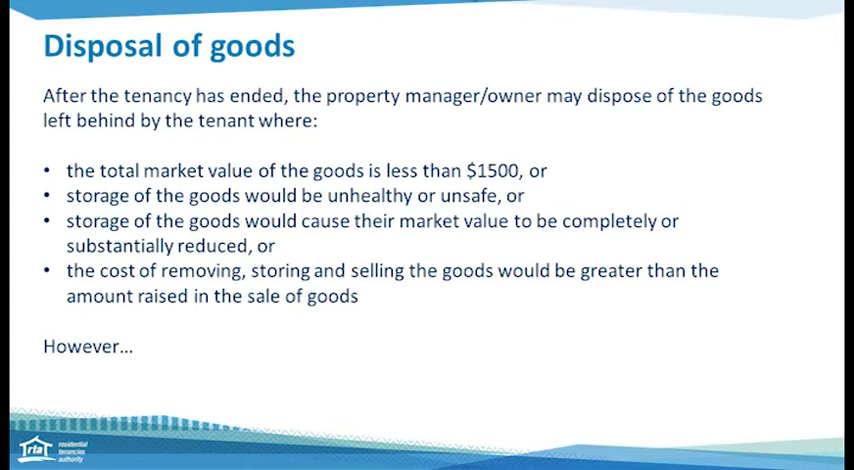 Disposal of goods
After the tenancy has ended, the property manager/owner may dispose of the goods
left behind by the tenant where:
• the total market value of the goods is less than $1500, or
• storage of the goods would be unhealthy or unsafe, or
• storage of the goods would cause their market value to be completely or
substantially reduced, or
• the cost of removing, storing and selling the goods would be greater than the
amount raised in the sale of goods
However...
rta
residential
tenancies
authority